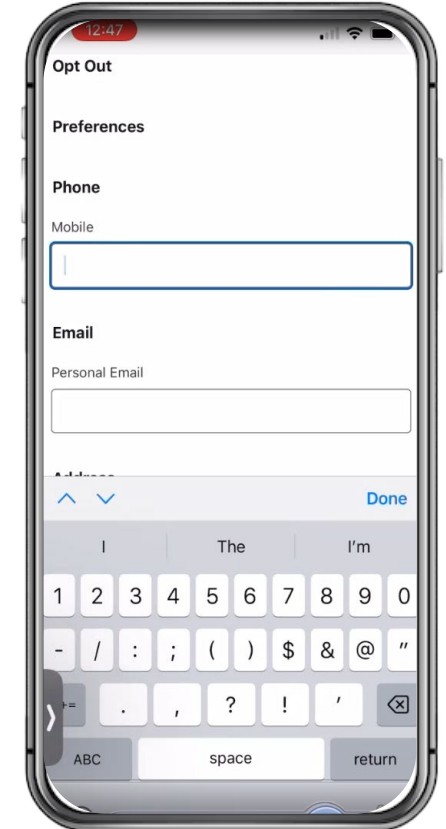 12:47
Opt Out
Preferences
Phone
Mobile
Email
Personal Email
Address
Done
I The I'm
1 2 3 4 5 6 7 8 9 0
- / : ; ( ) $ & @ "
. , ? ! '
ABC space return